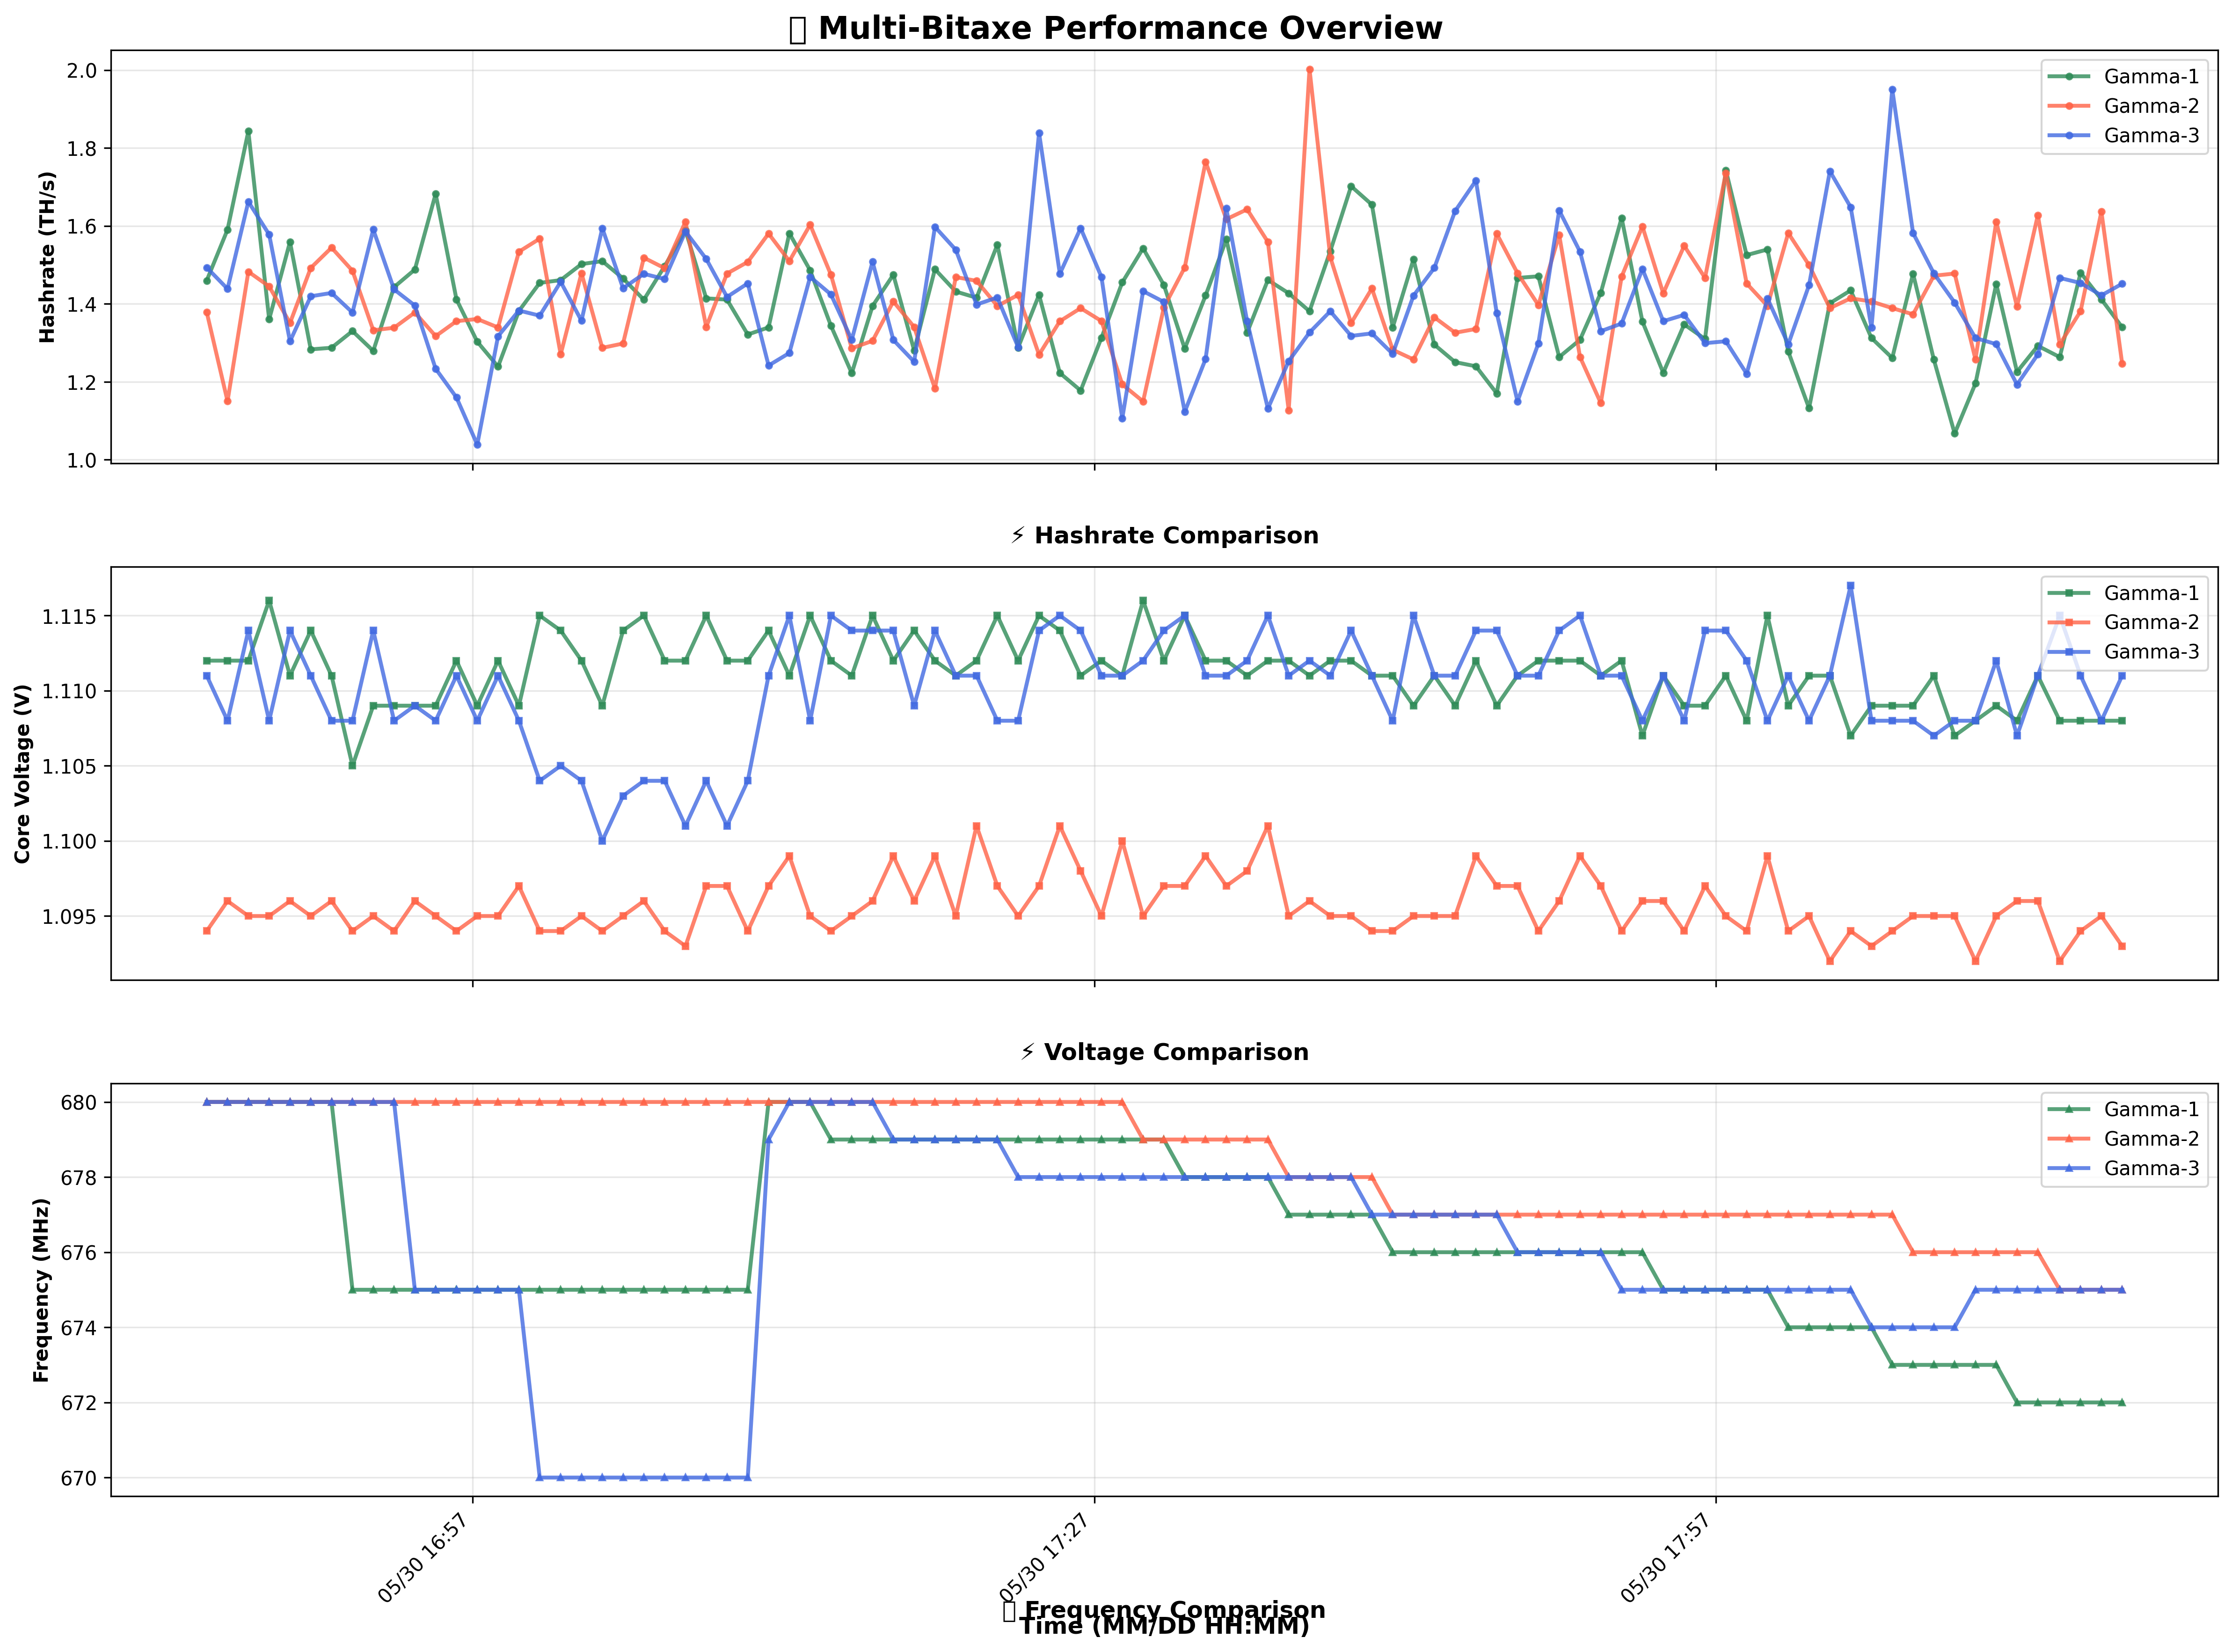 Multi-Bitaxe Performance Overview
Hashrate (TH/s)
2.0
1.8
1.6
1.4
1.2
1.0
Gamma-1
Gamma-2
Gamma-3
⚡ Hashrate Comparison
Core Voltage (V)
1.115
1.110
1.105
1.100
1.095
Gamma-1
Gamma-2
Gamma-3
⚡ Voltage Comparison
Frequency (MHz)
680
678
676
674
672
670
Gamma-1
Gamma-2
Gamma-3
05/30 16:57
05/30 17:27
05/30 17:57
Frequency Comparison
Time (MM/DD HH:MM)